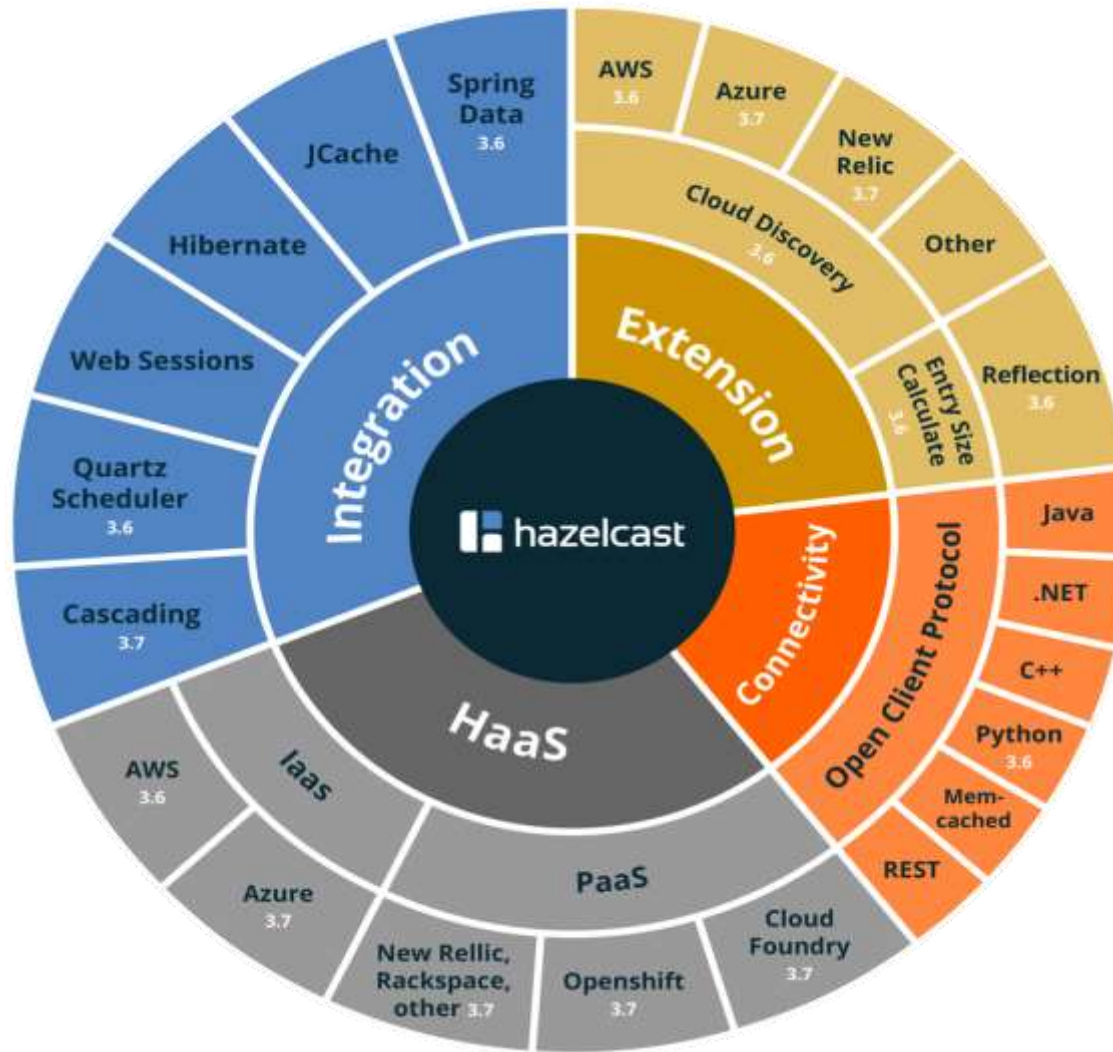 hazelcast
Integration
Spring
Data
3.6
JCache
Hibernate
Web Sessions
Quartz
Scheduler
3.6
Cascading
3.7
Extension
Cloud Discovery
3.6
AWS
3.6
Azure
3.7
New
Relic
3.7
Other
Entry Size
Calculate
3.6
Reflection
3.6
Connectivity
Open Client Protocol
Java
.NET
C++
Python
3.6
Mem-
cached
REST
HaaS
Iaas
AWS
3.6
Azure
3.7
PaaS
New Rellic,
Rackspace,
other 3.7
Openshift
3.7
Cloud
Foundry
3.7